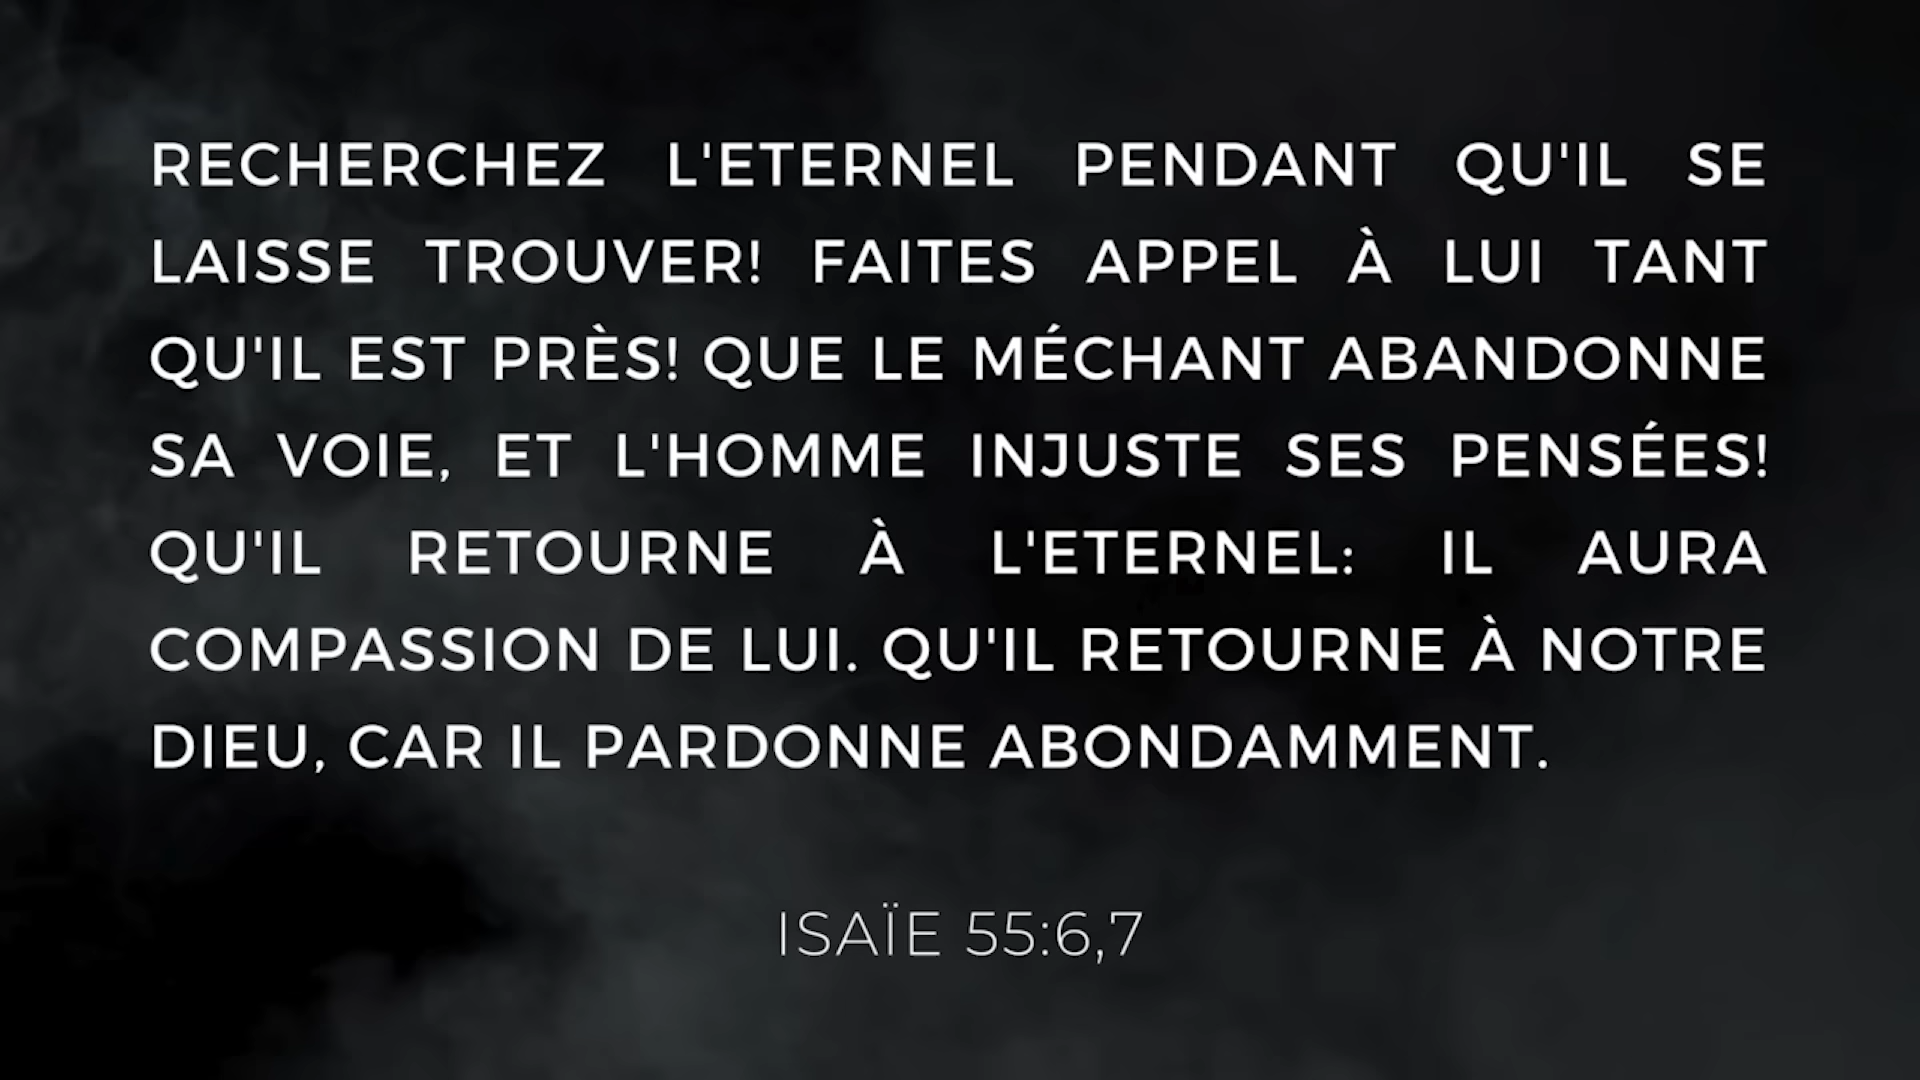 RECHERCHEZ L'ETERNEL PENDANT QU'IL SE
LAISSE TROUVER! FAITES APPEL À LUI TANT
QU'IL EST PRÈS! QUE LE MÉCHANT ABANDONNE
SA VOIE, ET L'HOMME INJUSTE SES PENSÉES!
QU'IL RETOURNE À L'ETERNEL: IL AURA
COMPASSION DE LUI. QU'IL RETOURNE À NOTRE
DIEU, CAR IL PARDONNE ABONDAMMENT.
ISAÏE 55:6,7